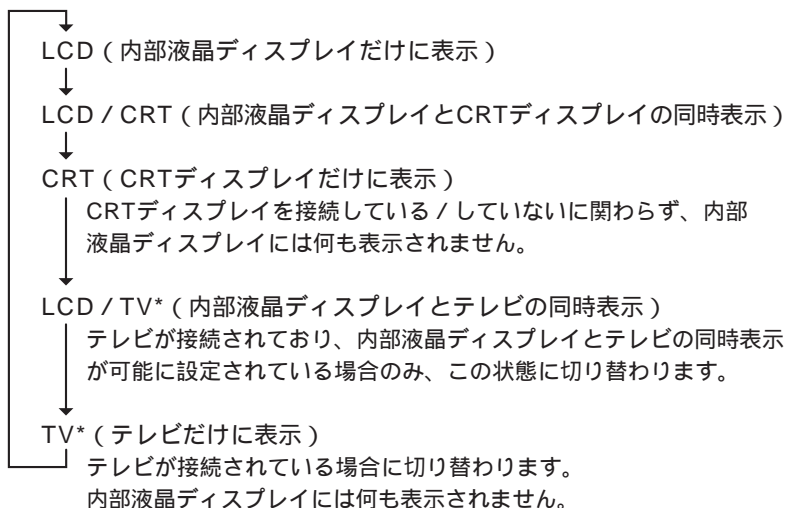 LCD（内部液晶ディスプレイだけに表示）
LCD / CRT（内部液晶ディスプレイとCRTディスプレイの同時表示）
CRT（CRTディスプレイだけに表示）
CRTディスプレイを接続している / していないに関わらず、内部
液晶ディスプレイには何も表示されません。
LCD / TV*（内部液晶ディスプレイとテレビの同時表示）
テレビが接続されており、内部液晶ディスプレイとテレビの同時表示
が可能に設定されている場合のみ、この状態に切り替わります。
TV*（テレビだけに表示）
テレビが接続されている場合に切り替わります。
内部液晶ディスプレイには何も表示されません。